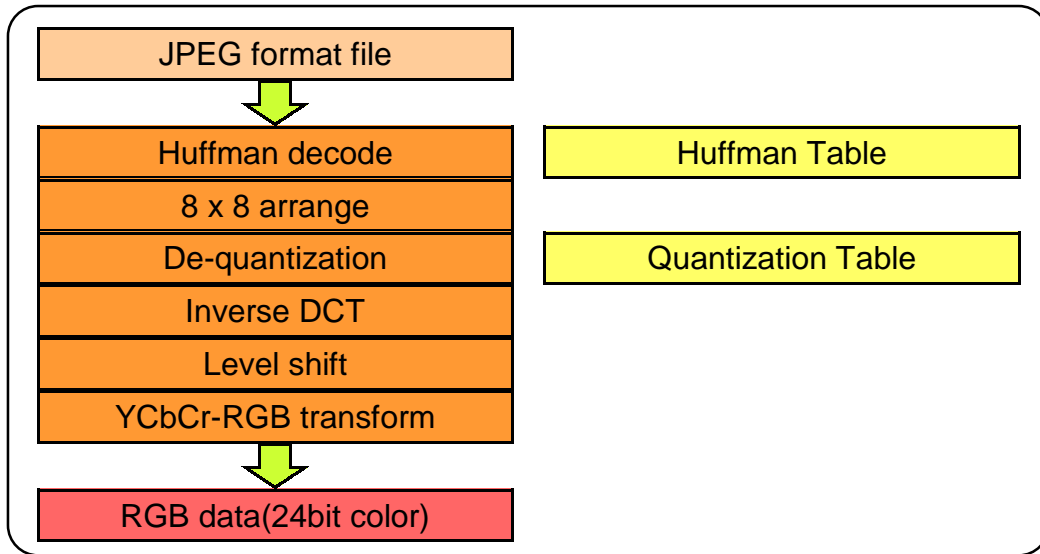 JPEG format file
Huffman decode
Huffman Table
8 x 8 arrange
De-quantization
Quantization Table
Inverse DCT
Level shift
YCbCr-RGB transform
RGB data(24bit color)